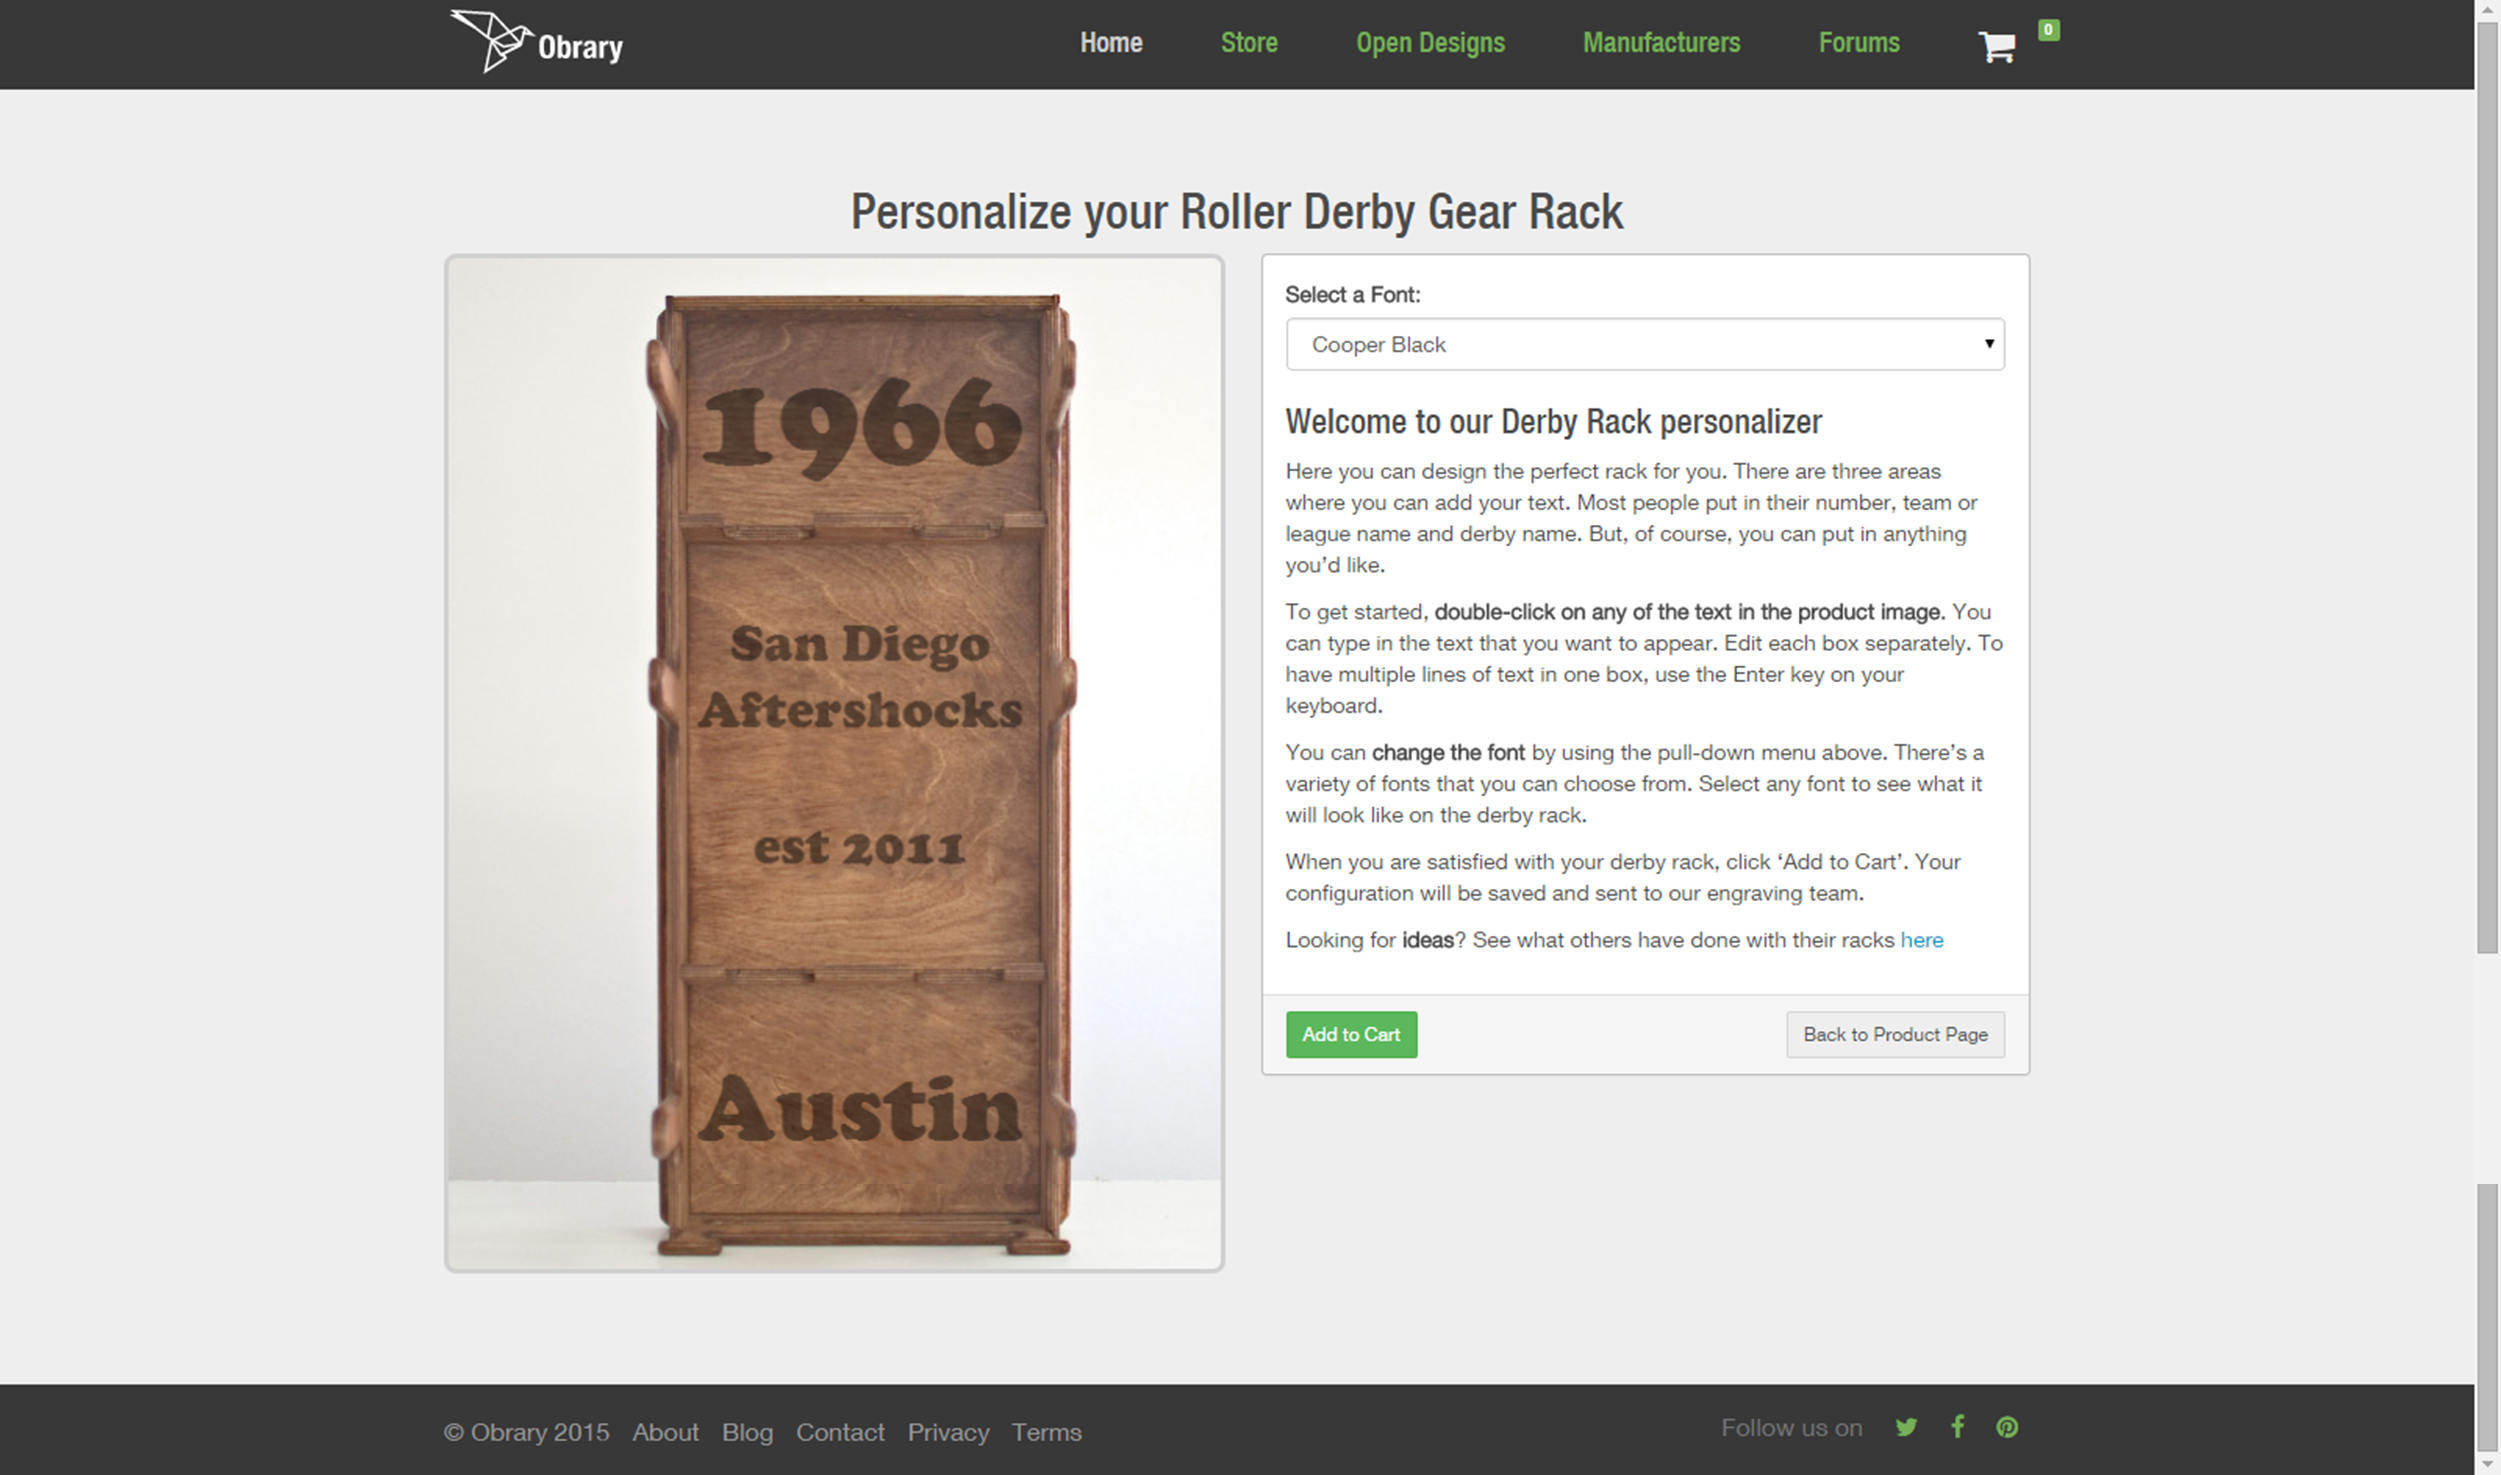 Obrary
Home Store Open Designs Manufacturers Forums 0
Personalize your Roller Derby Gear Rack
1966
San Diego
Aftershocks
est 2011
Austin
Select a Font:
Cooper Black
Welcome to our Derby Rack personalizer
Here you can design the perfect rack for you. There are three areas
where you can add your text. Most people put in their number, team or
league name and derby name. But, of course, you can put in anything
you’d like.
To get started, double-click on any of the text in the product image. You
can type in the text that you want to appear. Edit each box separately. To
have multiple lines of text in one box, use the Enter key on your
keyboard.
You can change the font by using the pull-down menu above. There’s a
variety of fonts that you can choose from. Select any font to see what it
will look like on the derby rack.
When you are satisfied with your derby rack, click ‘Add to Cart’. Your
configuration will be saved and sent to our engraving team.
Looking for ideas? See what others have done with their racks here
Add to Cart
Back to Product Page
© Obrary 2015 About Blog Contact Privacy Terms
Follow us on